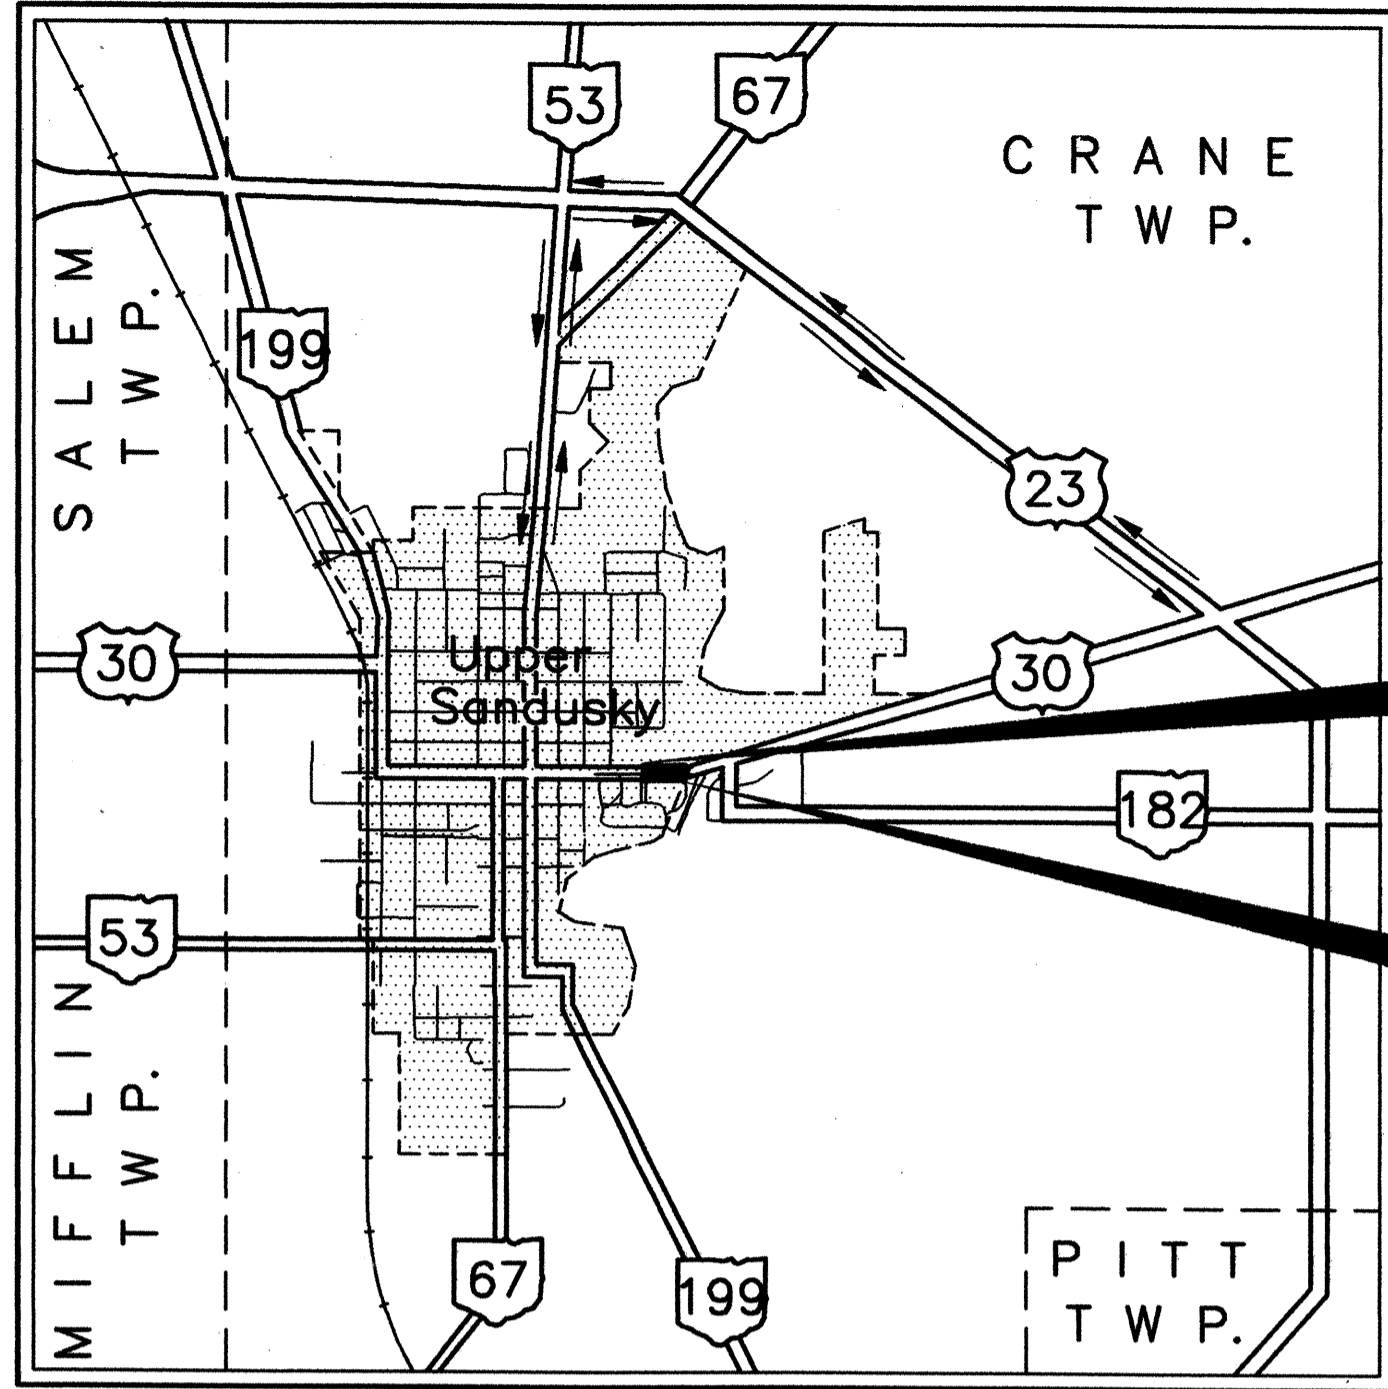 53
67
CRANE
TWP.
SALEM
TWP.
199
23
Upper
Sandusky
30
30
182
53
MIFFLIN
TWP.
67
199
PITT
TWP.